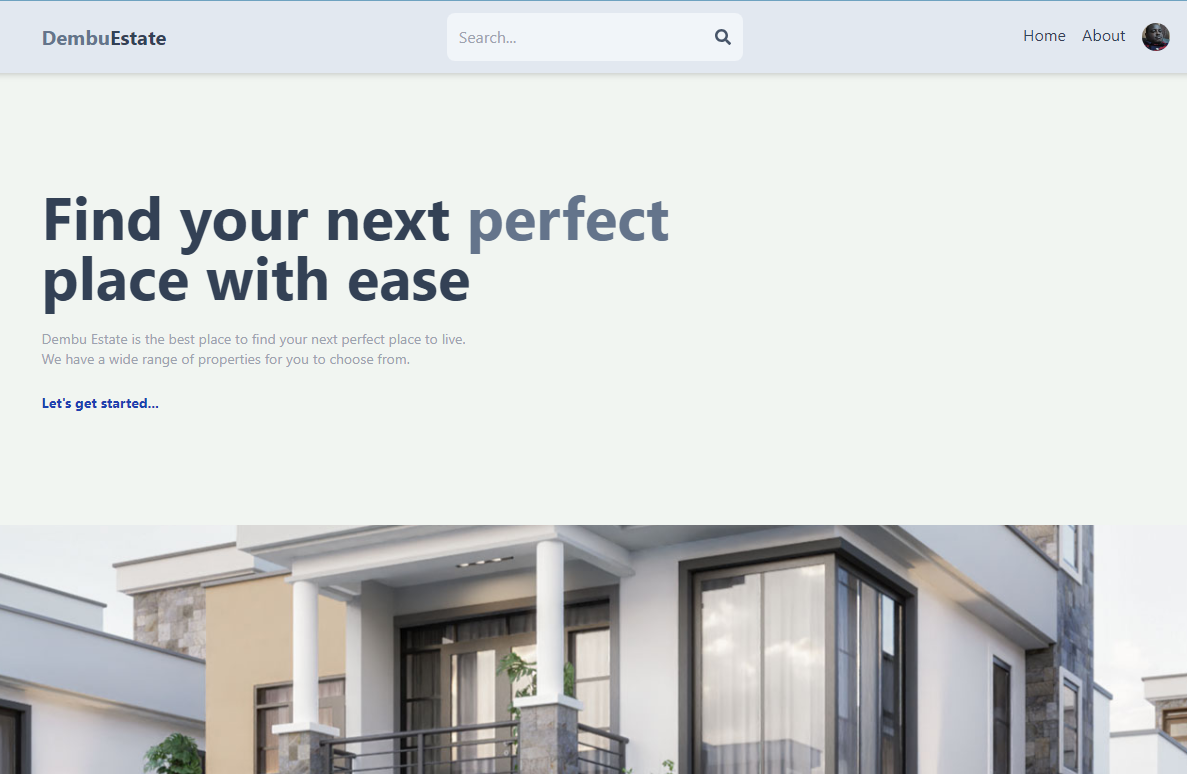 DembuEstate
Search...
Home
About
Find your next perfect
place with ease
Dembu Estate is the best place to find your next perfect place to live.
We have a wide range of properties for you to choose from.
Let's get started...